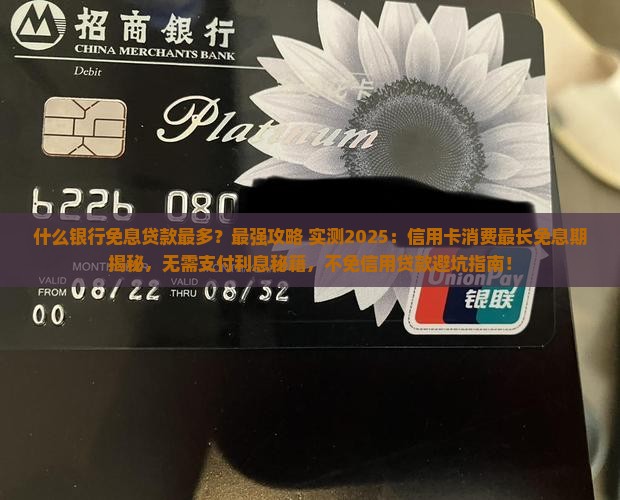 招商銀行
CHINA MERCHANTS BANK
Debit
卡
Platinum
6226 080
什么银行免息贷款最多？最强攻略 实测2025：信用卡消费最长免息期
揭秘，无需支付利息秘籍，不免信用贷款避坑指南！
VALID FROM 08/22 VALID THRU 08/32
UnionPay
银联
00